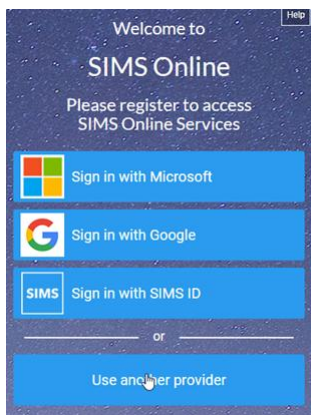 Help
Welcome to
SIMS Online
Please register to access
SIMS Online Services
Sign in with Microsoft
G Sign in with Google
SIMS Sign in with SIMS ID
or
Use another provider